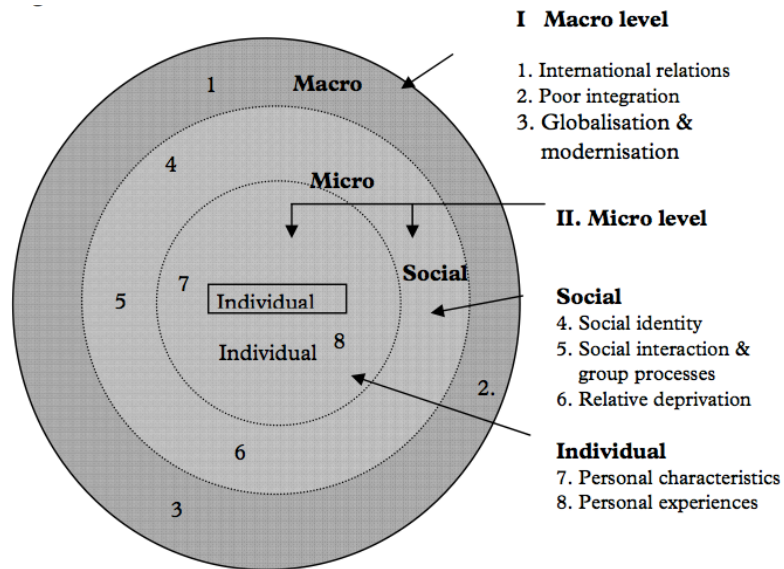 I Macro level
1. International relations
2. Poor integration
3. Globalisation &
modernisation
II. Micro level
Social
4. Social identity
5. Social interaction &
group processes
6. Relative deprivation
Individual
7. Personal characteristics
8. Personal experiences
1
Macro
4
Micro
7
Social
5
Individual
8
Individual
2.
6
3